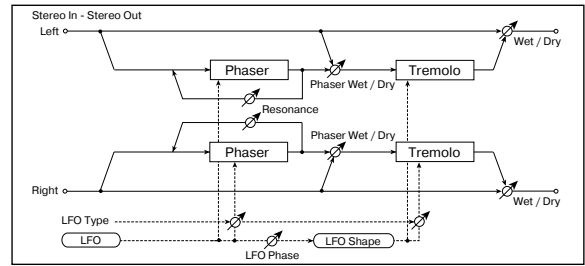 Stereo In - Stereo Out
Left
Wet / Dry
Phaser
Phaser Wet / Dry
Tremolo
Resonance
Phaser Wet / Dry
Phaser
Tremolo
Right
Wet / Dry
LFO Type
LFO
LFO Phase
LFO Shape